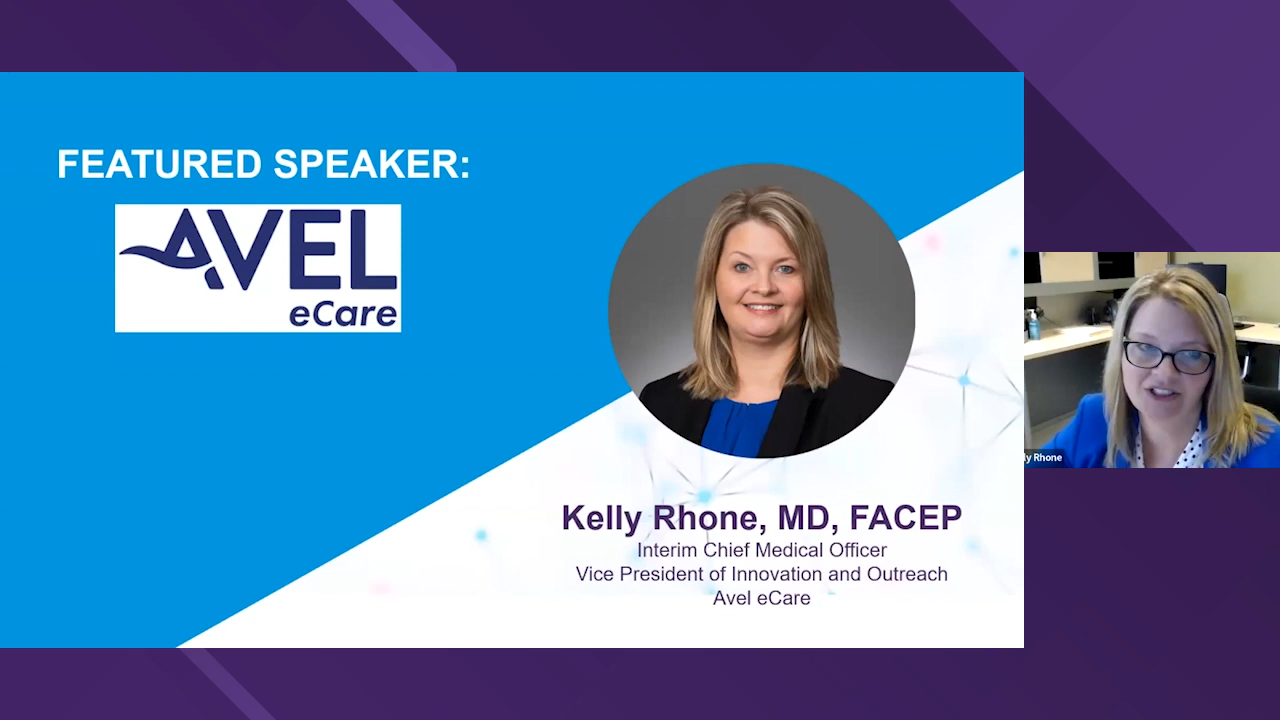 FEATURED SPEAKER:
AVEL
eCare
Kelly Rhone, MD, FACEP
Interim Chief Medical Officer
Vice President of Innovation and Outreach
Avel eCare
ly Rhone